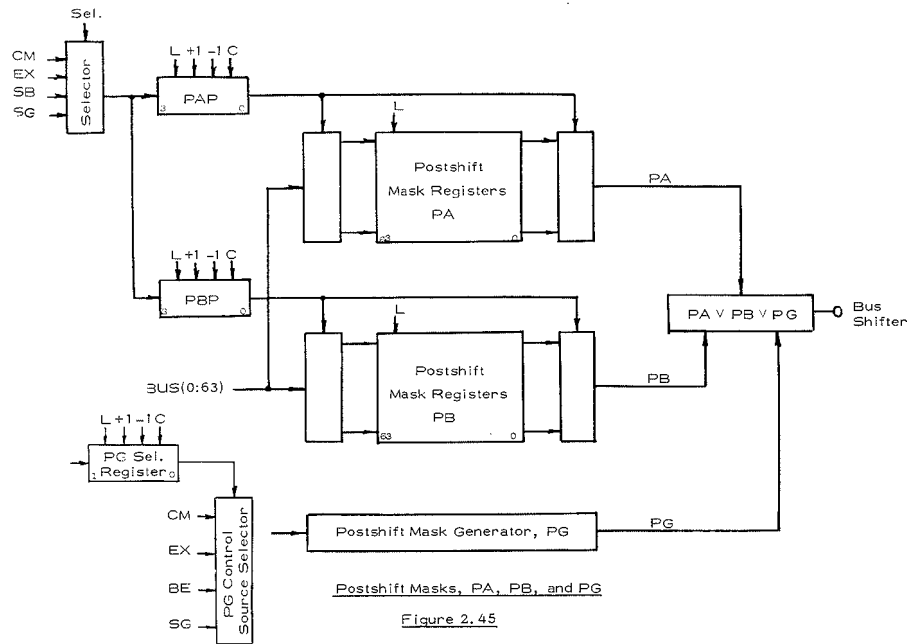 Sel.
CM
EX
SB
SG
Selector
L +1 -1 C
PAP
3 0
L
Postshift
Mask Registers
PA
63 0
PA
L +1 -1 C
PBP
3 0
PA V PB V PG
Bus
Shifter
L
Postshift
Mask Registers
PB
63 0
PB
BUS(0:63)
L +1 -1 C
PG Sel.
Register
1 0
CM
EX
BE
SG
PG Control
Source Selector
Postshift Mask Generator, PG
PG
Postshift Masks, PA, PB, and PG
Figure 2.45